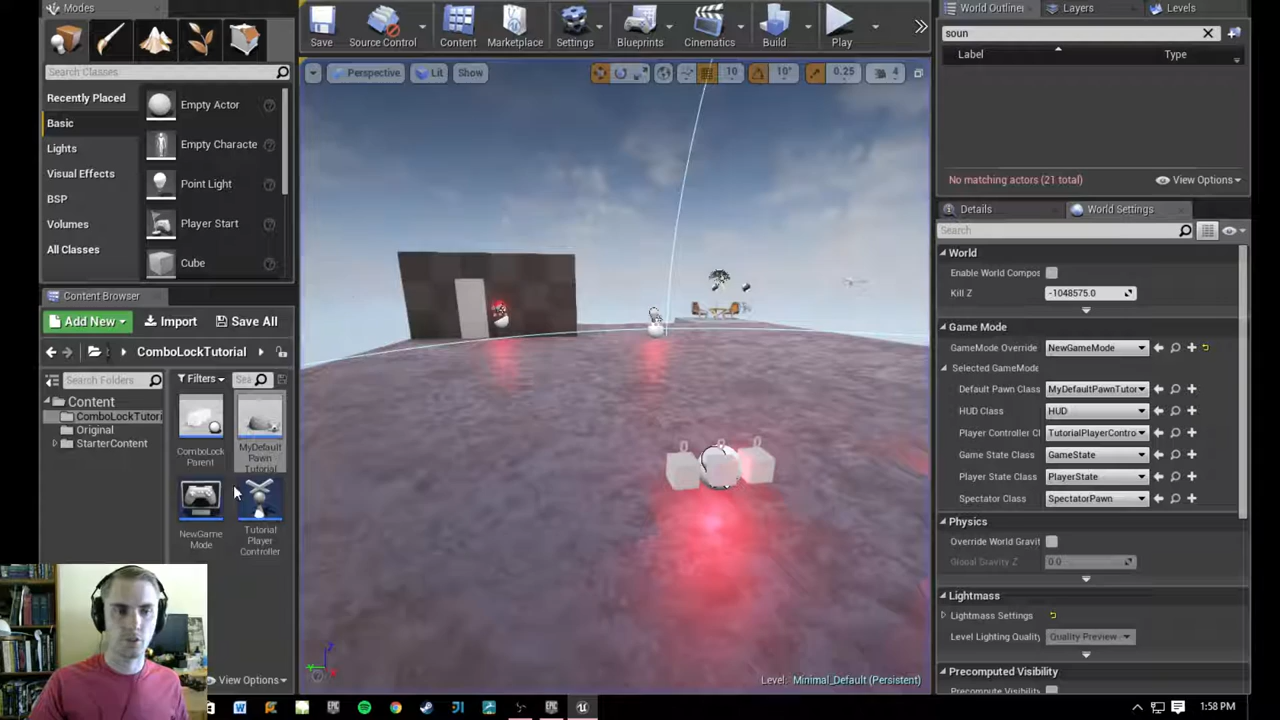 Modes
Search Classes
Recently Placed
Basic
Lights
Visual Effects
BSP
Volumes
All Classes
Empty Actor
Empty Characte
Point Light
Player Start
Cube
Save
Source Control
Content
Marketplace
Settings
Blueprints
Cinematics
Build
Play
Perspective
Lit
Show
10
10°
0.25
4
World Outliner
Layers
Levels
soun
Label
Type
No matching actors (21 total)
View Options
Details
World Settings
Search
World
Enable World Compos
Kill Z
-1048575.0
Game Mode
GameMode Override
NewGameMode
Selected GameMode
Default Pawn Class
MyDefaultPawnTutor
HUD Class
HUD
Player Controller Cl
TutorialPlayerContro
Game State Class
GameState
Player State Class
PlayerState
Spectator Class
SpectatorPawn
Physics
Override World Gravit
Global Gravity Z
0.0
Lightmass
Lightmass Settings
Level Lighting Quality
Quality Preview
Precomputed Visibility
Precompute Visibility
Content Browser
Add New
Import
Save All
ComboLockTutorial
Search Folders
Filters
Sea
Content
ComboLockTutori
Original
StarterContent
ComboLock
Parent
MyDefault
Pawn
Tutorial
NewGame
Mode
Tutorial
Player
Controller
View Options
Level: Minimal_Default (Persistent)
1:58 PM